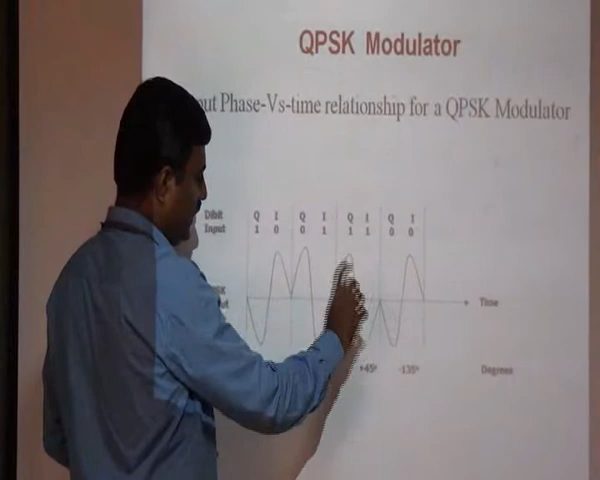 QPSK Modulator
put Phase-Vs-time relationship for a QPSK Modulator
Dibit Q I Q I Q I Q I
Input 1 0 0 1 1 1 0 0
Time
+45° -135° Degrees